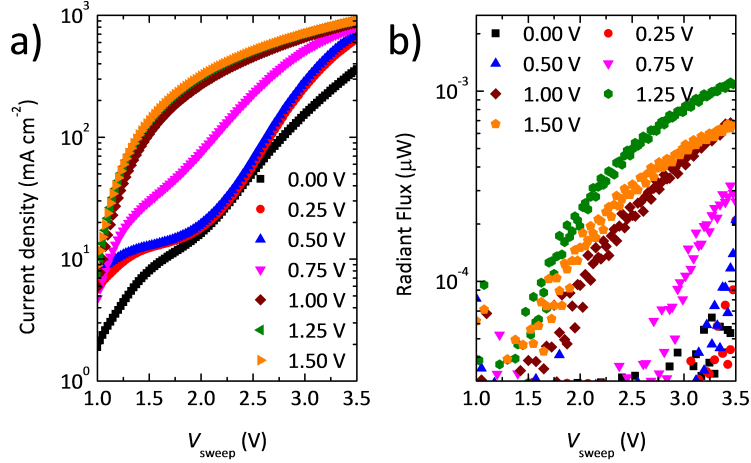 a)
Current density (mA cm⁻²)
10³
10²
10¹
10⁰
0.00 V
0.25 V
0.50 V
0.75 V
1.00 V
1.25 V
1.50 V
1.0 1.5 2.0 2.5 3.0 3.5
V_sweep (V)
b)
Radiant Flux (μW)
10⁻³
10⁻⁴
0.00 V 0.25 V
0.50 V 0.75 V
1.00 V 1.25 V
1.50 V
1.0 1.5 2.0 2.5 3.0 3.5
V_sweep (V)